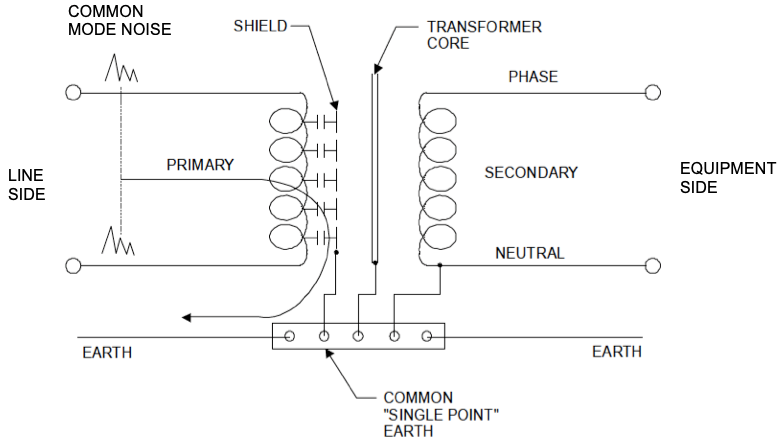 COMMON
MODE NOISE
SHIELD
TRANSFORMER
CORE
PHASE
LINE
SIDE
PRIMARY
SECONDARY
EQUIPMENT
SIDE
NEUTRAL
EARTH
EARTH
COMMON
"SINGLE POINT"
EARTH